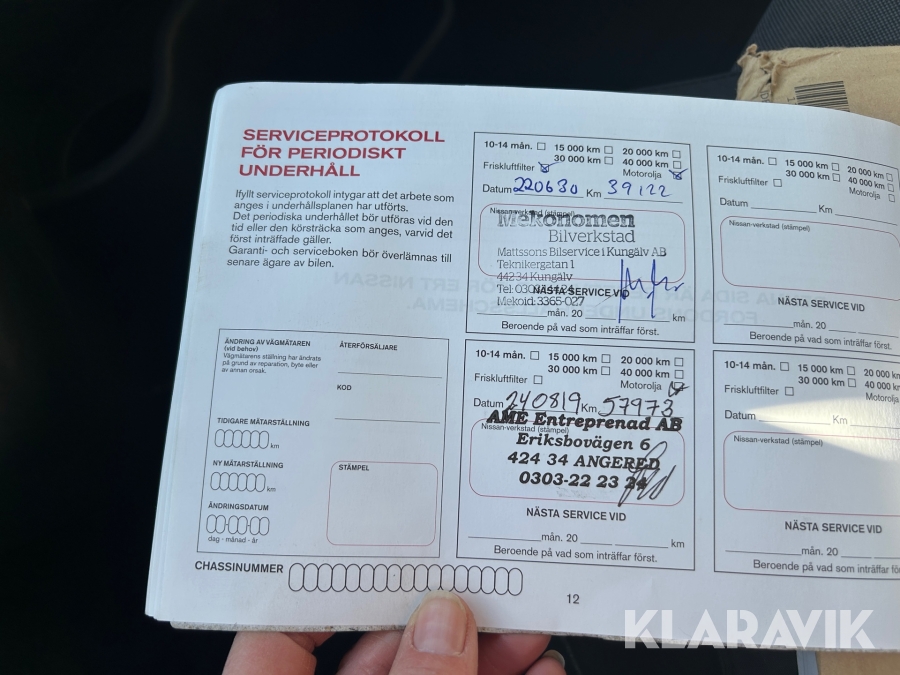 SERVICEPROTOKOLL
FÖR PERIODISKT
UNDERHÅLL
Ifyllt serviceprotokoll intygar att det arbete som
anges i underhållsplanen har utförts.
Det periodiska underhållet bör utföras vid den
tid eller den körsträcka som anges, varvid det
först inträffade gäller.
Garanti- och serviceboken bör överlämnas till
senare ägare av bilen.
ÄNDRING AV VÄGMÄTAREN
(vid behov)
Vägmätarens ställning har ändrats
på grund av reparation, byte eller
av annan orsak.
TIDIGARE MÄTARSTÄLLNING
km
NY MÄTARSTÄLLNING
km
ÄNDRINGSDATUM
dag - månad - år
ÅTERFÖRSÄLJARE
KOD
STÄMPEL
CHASSINUMMER
10-14 mån. 15 000 km 20 000 km
30 000 km 40 000 km
Friskluftfilter Motorolja
Datum 220630 Km 39122
Nissan-verkstad (stämpel)
Mekonomen
Bilverkstad
Mattssons Bilservice i Kungälv AB
Teknikergatan 1
44234 Kungälv
Tel: 0303
NÄSTA SERVICE VID
Mekoid: 3365-027
mån. 20 km
Beroende på vad som inträffar först.
10-14 mån. 15 000 km 20 000 km
30 000 km 40 000 km
Friskluftfilter Motorolja
Datum 240819 Km 57973
Nissan-verkstad (stämpel)
AME Entreprenad AB
Eriksbovägen 6
424 34 ANGERED
0303-22 23 24
NÄSTA SERVICE VID
mån. 20 km
Beroende på vad som inträffar först.
10-14 mån. 15 000 km 20 000
30 000 km 40 000 km
Friskluftfilter Motorolja
Datum Km
Nissan-verkstad (stämpel)
NÄSTA SERVICE VID
mån. 20
Beroende på vad som inträffar först.
10-14 mån. 15 000 km 20 000
30 000 km 40 000
Friskluftfilter Motorolja
Datum Km
Nissan-verkstad (stämpel)
NÄSTA SERVICE VID
mån. 20
Beroende på vad som inträffar
12
KLARAVIK